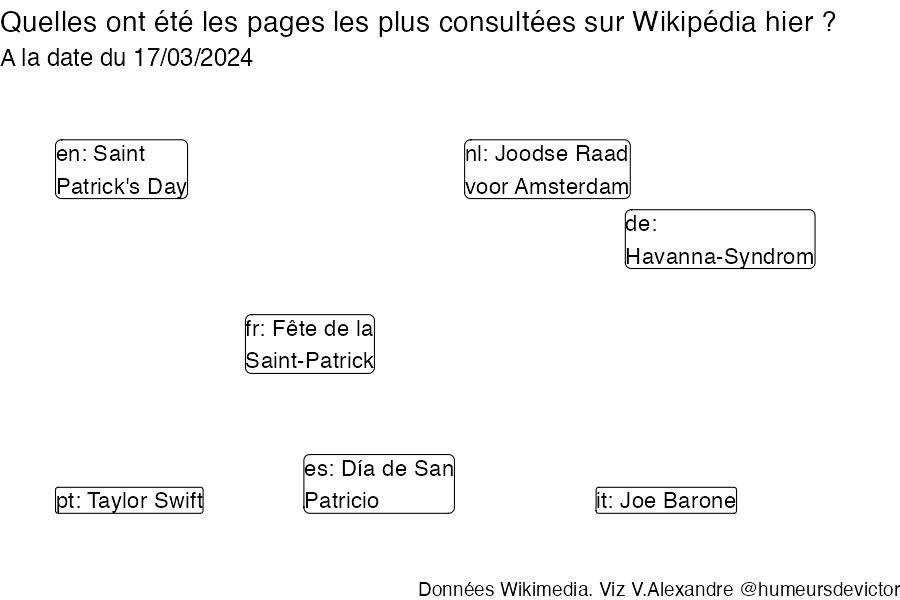 Quelles ont été les pages les plus consultées sur Wikipédia hier ?
A la date du 17/03/2024
en: Saint
Patrick's Day
nl: Joodse Raad
voor Amsterdam
de:
Havanna-Syndrom
fr: Fête de la
Saint-Patrick
es: Día de San
Patricio
pt: Taylor Swift
it: Joe Barone
Données Wikimedia. Viz V.Alexandre @humeursdevictor